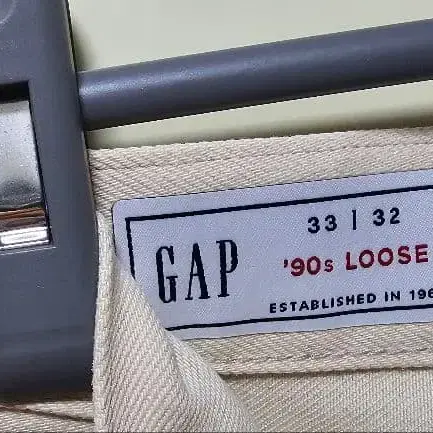 GAP
33 | 32
'90s LOOSE
ESTABLISHED IN 196